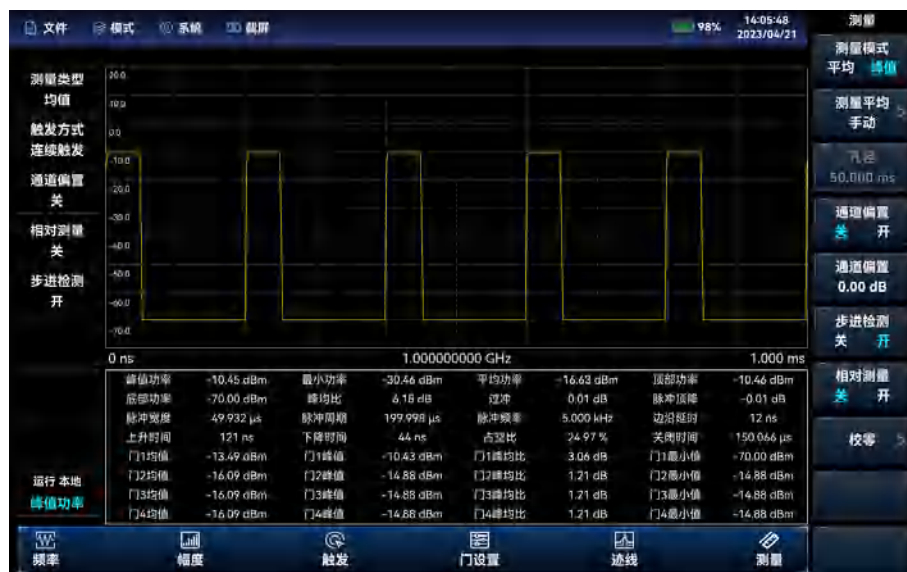 文件 模式 系统 截屏 98% 14:05:48 2023/04/21
测量
测量模式
平均 峰值
测量平均
手动
孔径
50.000 ms
通道偏置
关 开
通道偏置
0.00 dB
步进检测
关 开
相对测量
关 开
校零
测量类型
均值
触发方式
连续触发
通道偏置
关
相对测量
关
步进检测
开
运行 本地
峰值功率
20.0
10.0
0.0
-10.0
-20.0
-30.0
-40.0
-50.0
-60.0
-70.0
0 ns 1.000000000 GHz 1.000 ms
峰值功率 -10.45 dBm 最小功率 -30.46 dBm 平均功率 -16.63 dBm 顶部功率 -10.46 dBm
底部功率 -70.00 dBm 峰均比 6.18 dB 过冲 0.01 dB 脉冲顶降 -0.01 dB
脉冲宽度 49.932 μs 脉冲周期 199.998 μs 脉冲频率 5.000 kHz 边沿延时 12 ns
上升时间 121 ns 下降时间 44 ns 占空比 24.97 % 关闭时间 150.066 μs
门1均值 -13.49 dBm 门1峰值 -10.43 dBm 门1峰均比 3.06 dB 门1最小值 -70.00 dBm
门2均值 -16.09 dBm 门2峰值 -14.88 dBm 门2峰均比 1.21 dB 门2最小值 -14.88 dBm
门3均值 -16.09 dBm 门3峰值 -14.88 dBm 门3峰均比 1.21 dB 门3最小值 -14.88 dBm
门4均值 -16.09 dBm 门4峰值 -14.88 dBm 门4峰均比 1.21 dB 门4最小值 -14.88 dBm
频率 幅度 触发 门设置 迹线 测量